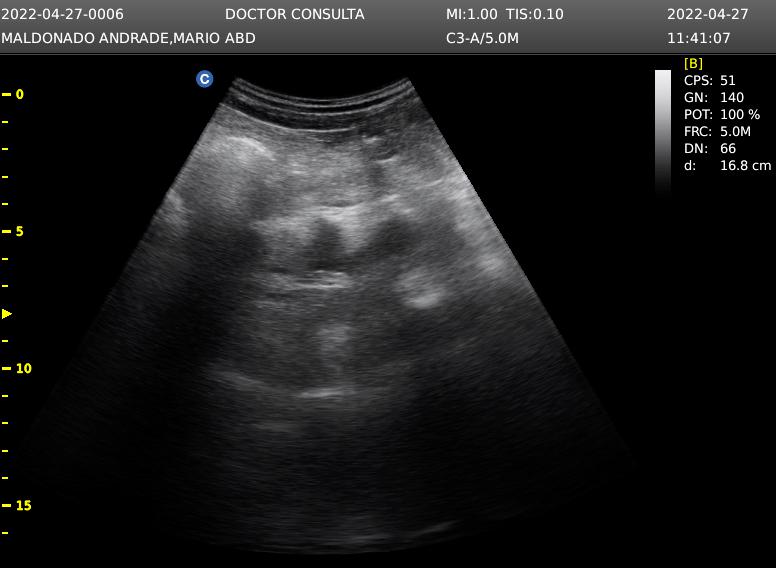 2022-04-27-0006 DOCTOR CONSULTA MI:1.00 TIS:0.10 2022-04-27
MALDONADO ANDRADE,MARIO ABD C3-A/5.0M 11:41:07
C
[B]
CPS: 51
GN: 140
POT: 100 %
FRC: 5.0M
DN: 66
d: 16.8 cm
0
5
10
15